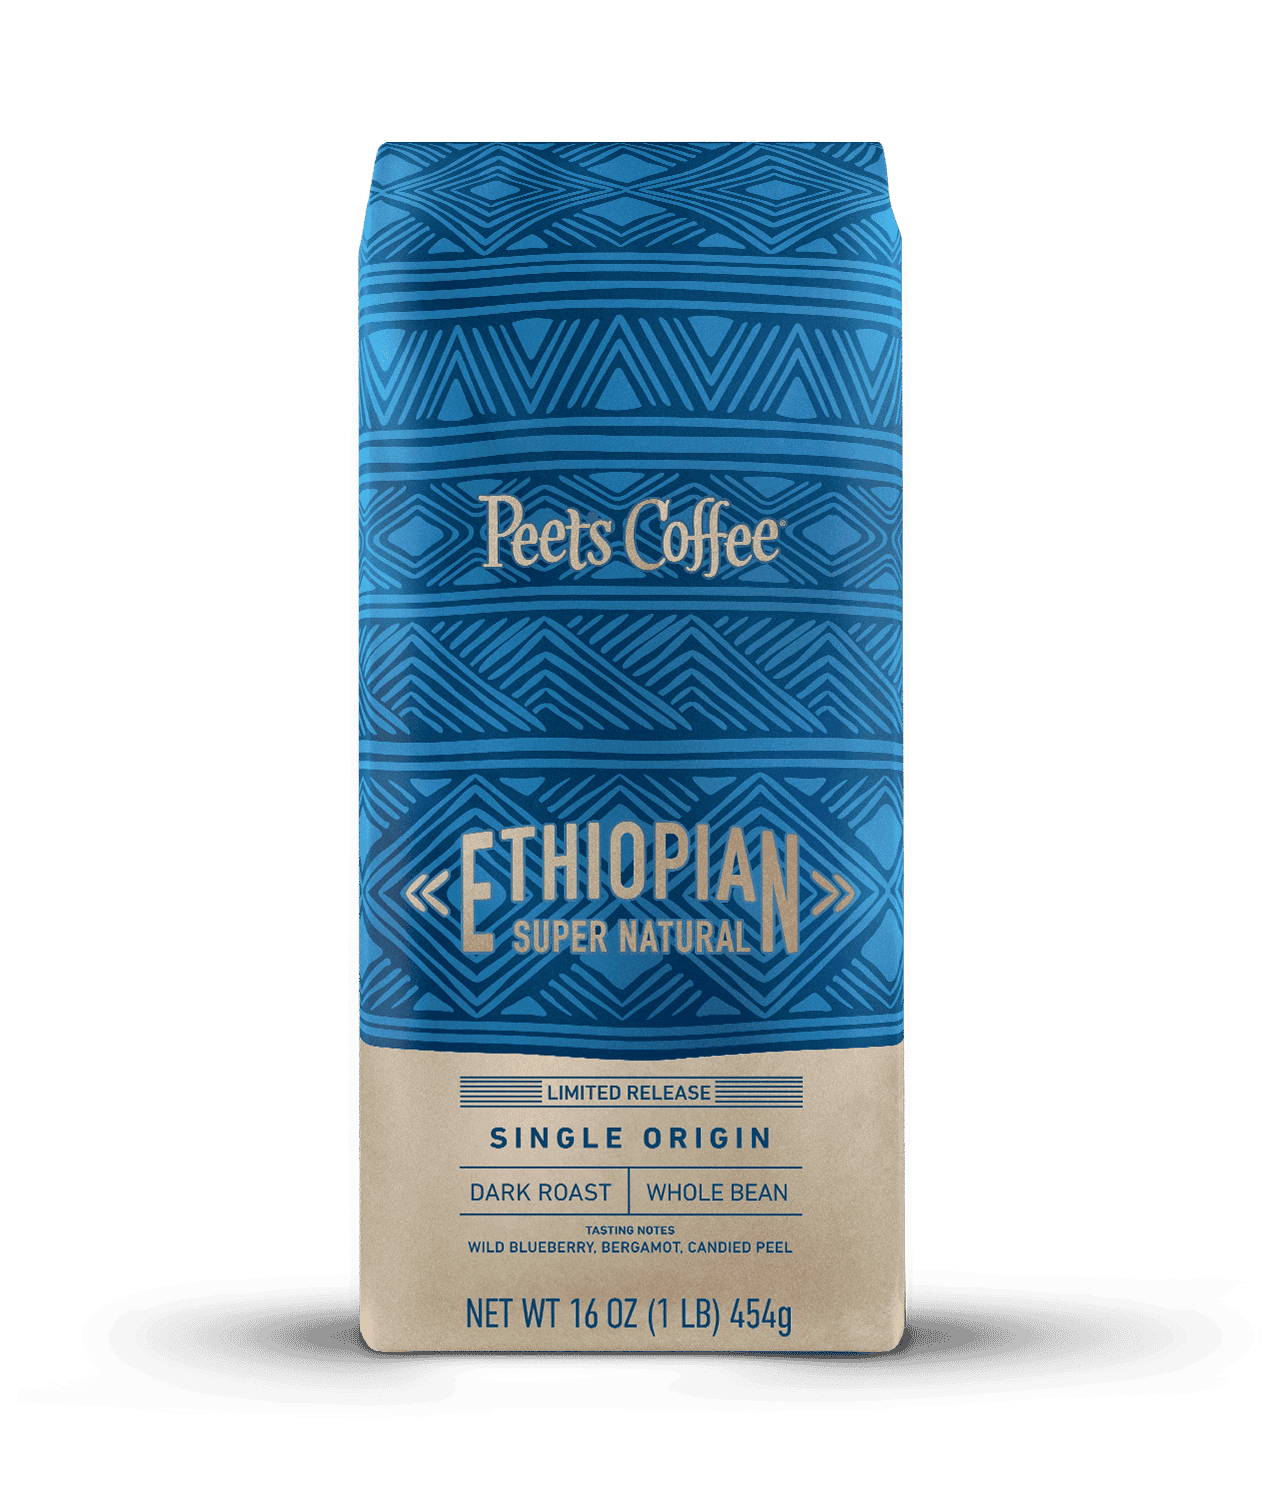 Peet's Coffee®
ETHIOPIAN
SUPER NATURAL
LIMITED RELEASE
SINGLE ORIGIN
DARK ROAST | WHOLE BEAN
TASTING NOTES
WILD BLUEBERRY, BERGAMOT, CANDIED PEEL
NET WT 16 OZ (1 LB) 454g